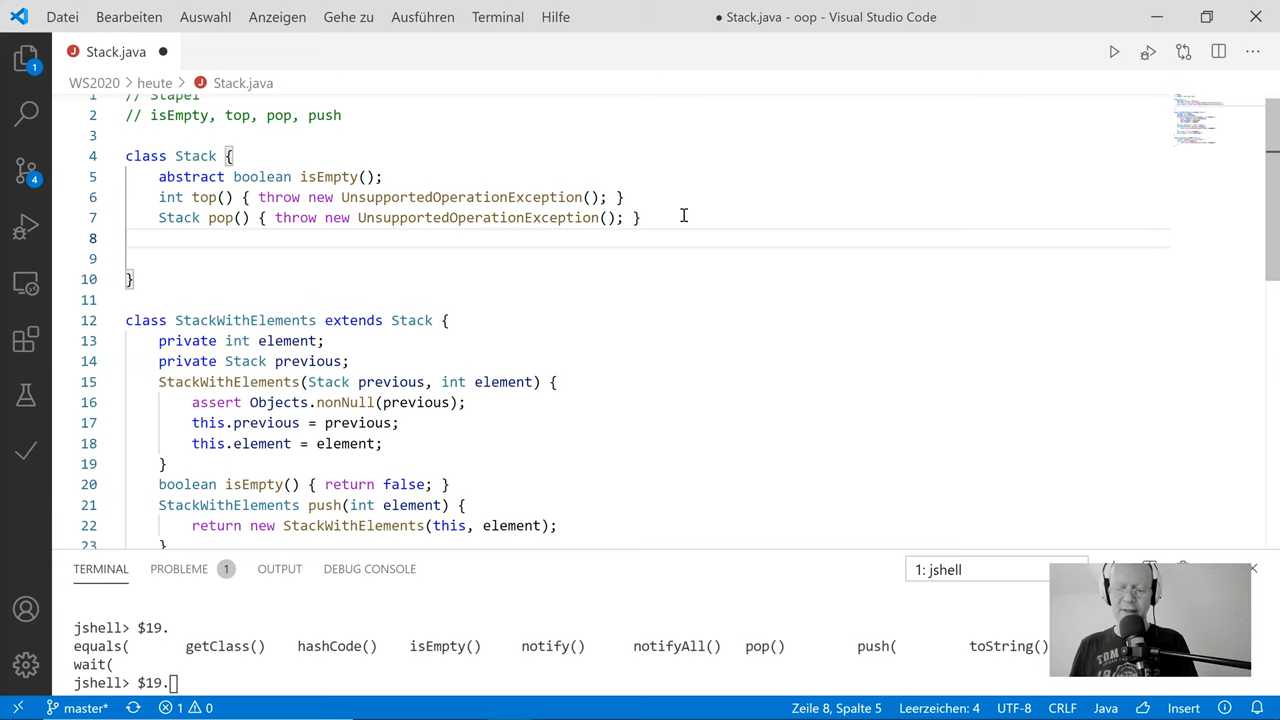 Datei Bearbeiten Auswahl Anzeigen Gehe zu Ausführen Terminal Hilfe ● Stack.java - oop - Visual Studio Code
Stack.java ●
WS2020 > heute > Stack.java
1 // Stapel
2 // isEmpty, top, pop, push
3
4 class Stack {
5 abstract boolean isEmpty();
6 int top() { throw new UnsupportedOperationException(); }
7 Stack pop() { throw new UnsupportedOperationException(); }
8
9
10 }
11
12 class StackWithElements extends Stack {
13 private int element;
14 private Stack previous;
15 StackWithElements(Stack previous, int element) {
16 assert Objects.nonNull(previous);
17 this.previous = previous;
18 this.element = element;
19 }
20 boolean isEmpty() { return false; }
21 StackWithElements push(int element) {
22 return new StackWithElements(this, element);
23 }
1
4
TERMINAL PROBLEME 1 OUTPUT DEBUG CONSOLE 1: jshell
jshell> $19.
equals( getClass() hashCode() isEmpty() notify() notifyAll() pop() push( toString()
wait(
jshell> $19.
master* 1 0 Zeile 8, Spalte 5 Leerzeichen: 4 UTF-8 CRLF Java Insert